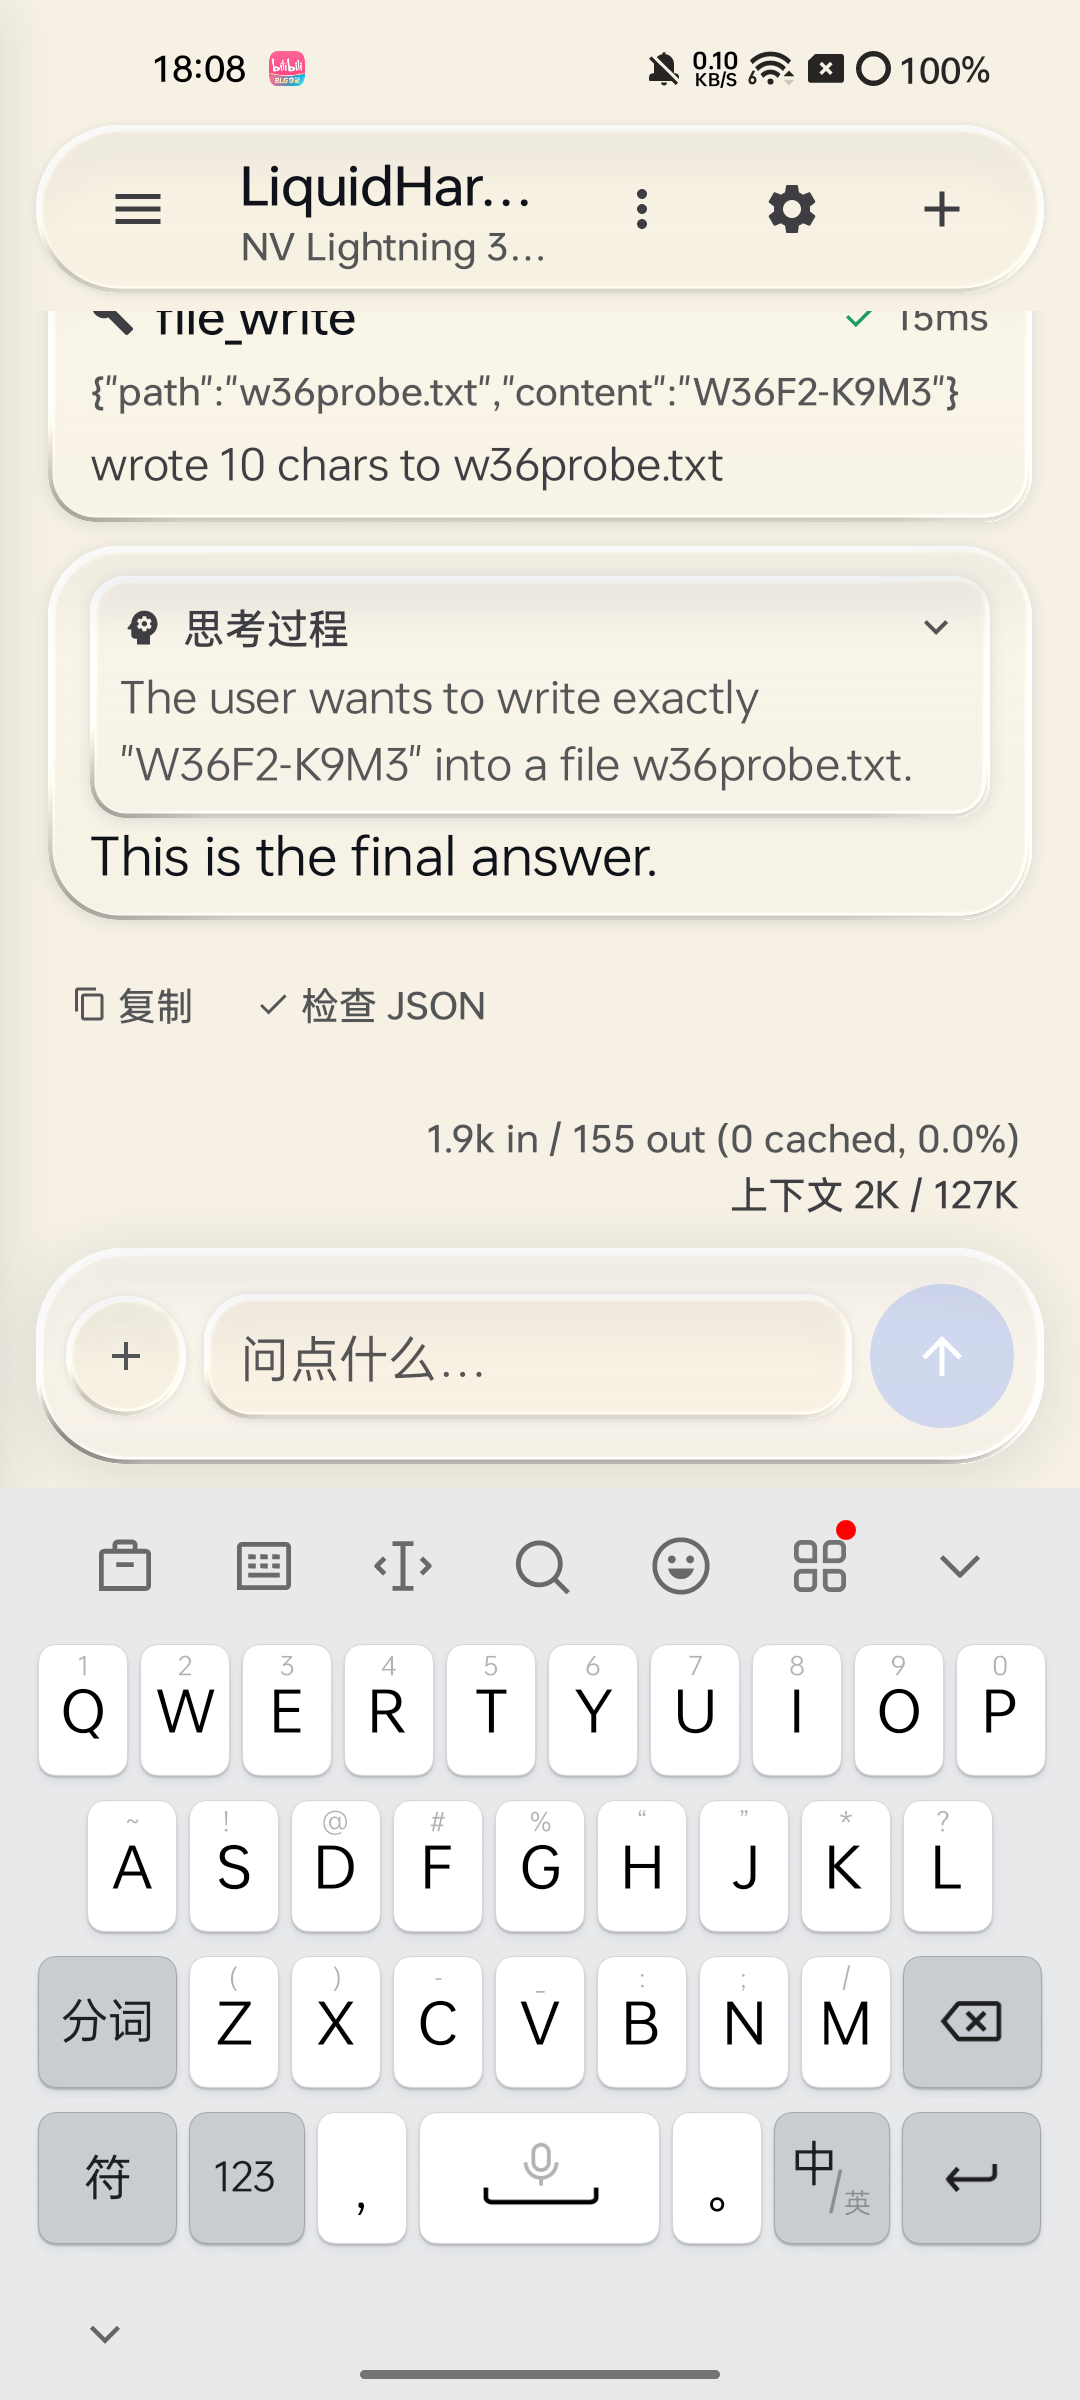 18:08
0.10
KB/S
6
100%
LiquidHar...
NV Lightning 3...
file_write
15ms
{"path":"w36probe.txt","content":"W36F2-K9M3"}
wrote 10 chars to w36probe.txt
思考过程
The user wants to write exactly
"W36F2-K9M3" into a file w36probe.txt.
This is the final answer.
复制
检查 JSON
1.9k in / 155 out (0 cached, 0.0%)
上下文 2K / 127K
问点什么...
1 2 3 4 5 6 7 8 9 0
Q W E R T Y U I O P
~ ! @ # % “ ” * ?
A S D F G H J K L
( ) - _ : ; /
分词 Z X C V B N M
符 123 , 。 中/英